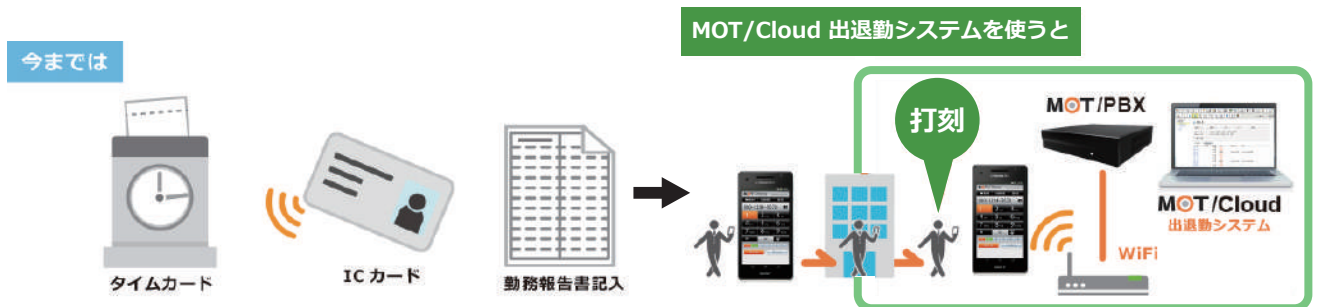 MOT/Cloud 出退勤システムを使うと
今までは
打刻
MOT/PBX
MOT/Cloud
出退勤システム
WiFi
タイムカード
IC カード
勤務報告書記入